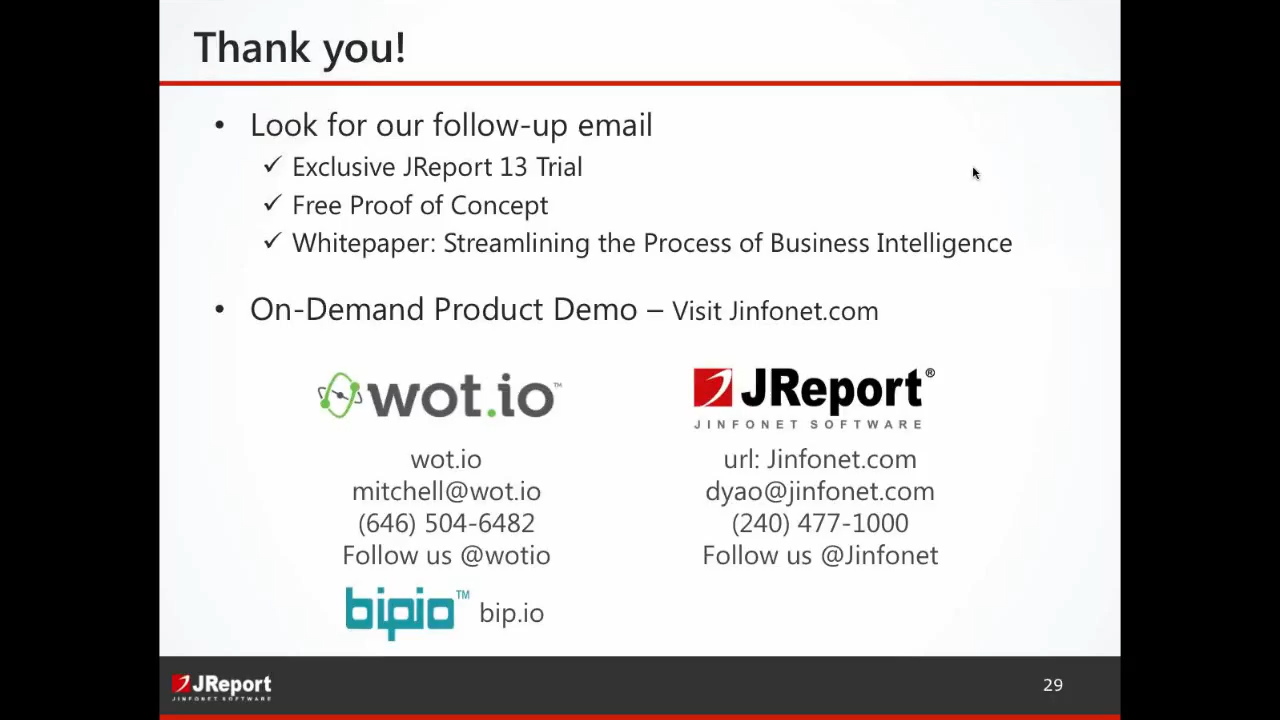 Thank you!
• Look for our follow-up email
✓ Exclusive JReport 13 Trial
✓ Free Proof of Concept
✓ Whitepaper: Streamlining the Process of Business Intelligence
• On-Demand Product Demo – Visit Jinfonet.com
wot.io™
wot.io
mitchell@wot.io
(646) 504-6482
Follow us @wotio
bipio™ bip.io
JReport®
JINFONET SOFTWARE
url: Jinfonet.com
dyao@jinfonet.com
(240) 477-1000
Follow us @Jinfonet
JReport
JINFONET SOFTWARE
29